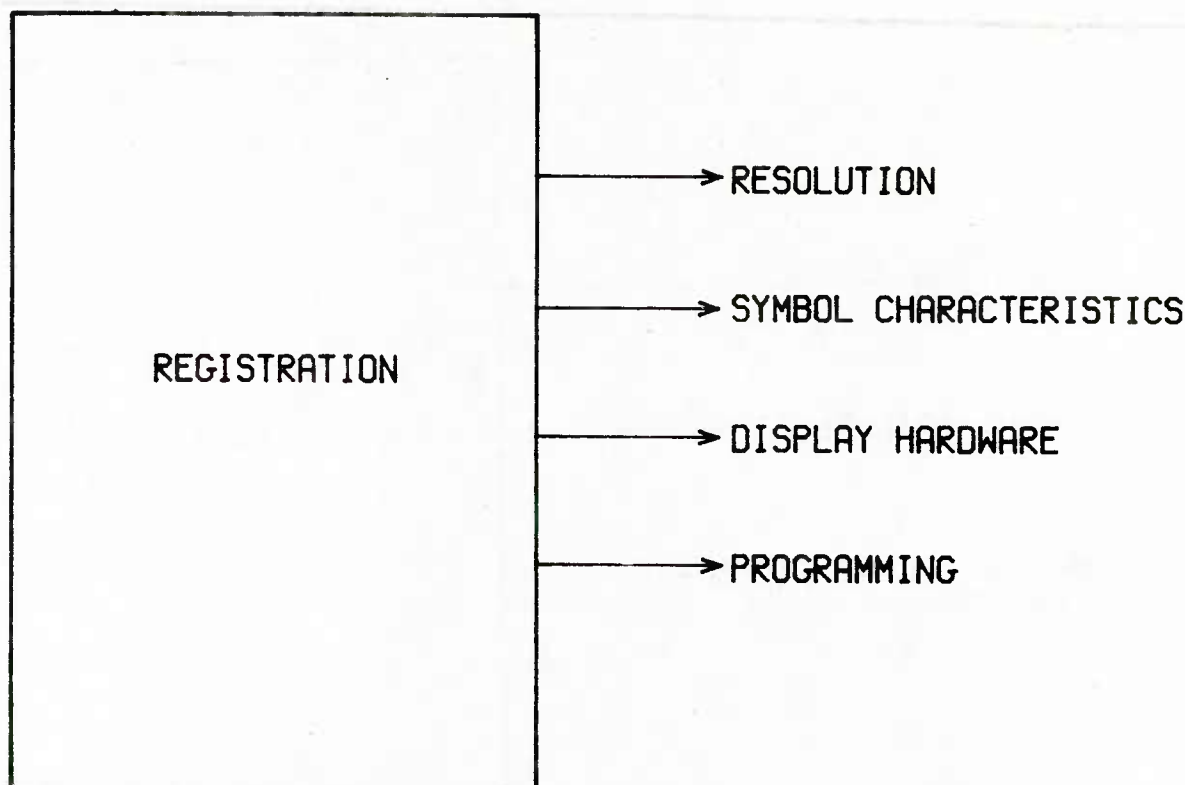 RESOLUTION
SYMBOL CHARACTERISTICS
REGISTRATION
DISPLAY HARDWARE
PROGRAMMING